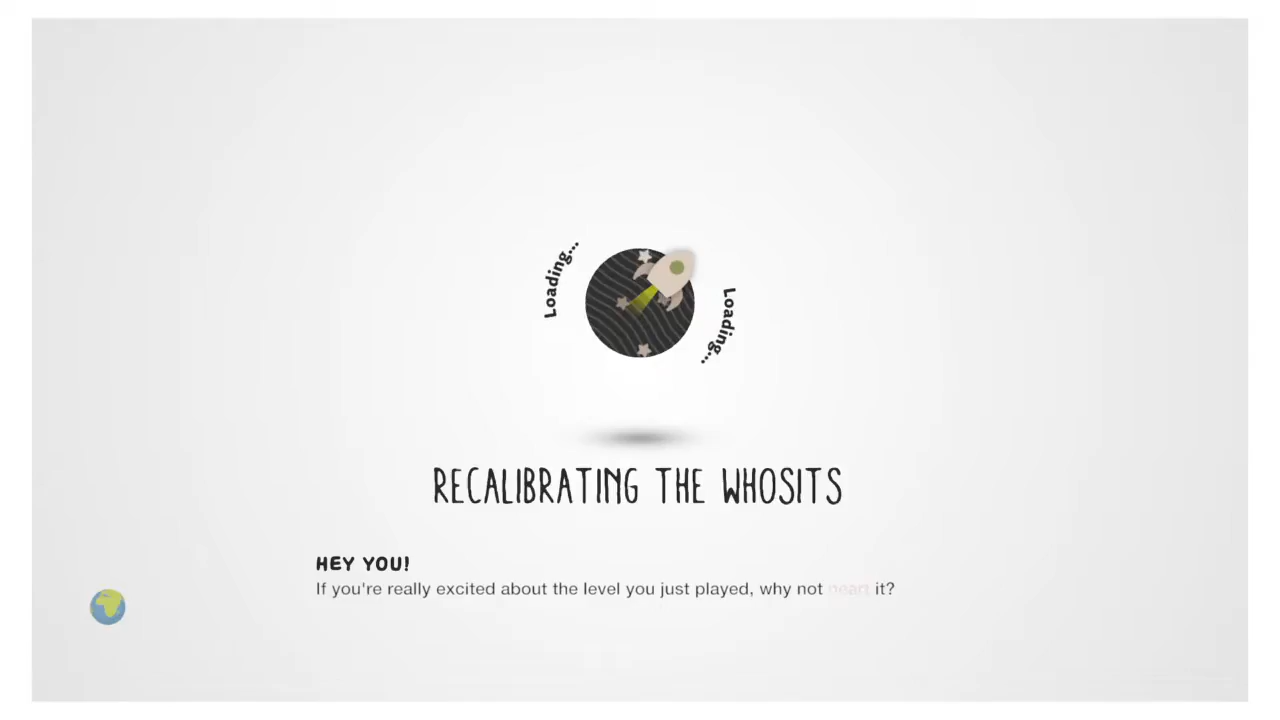 Loading...
Loading...
RECALIBRATING THE WHOSITS
HEY YOU!
If you're really excited about the level you just played, why not heart it?